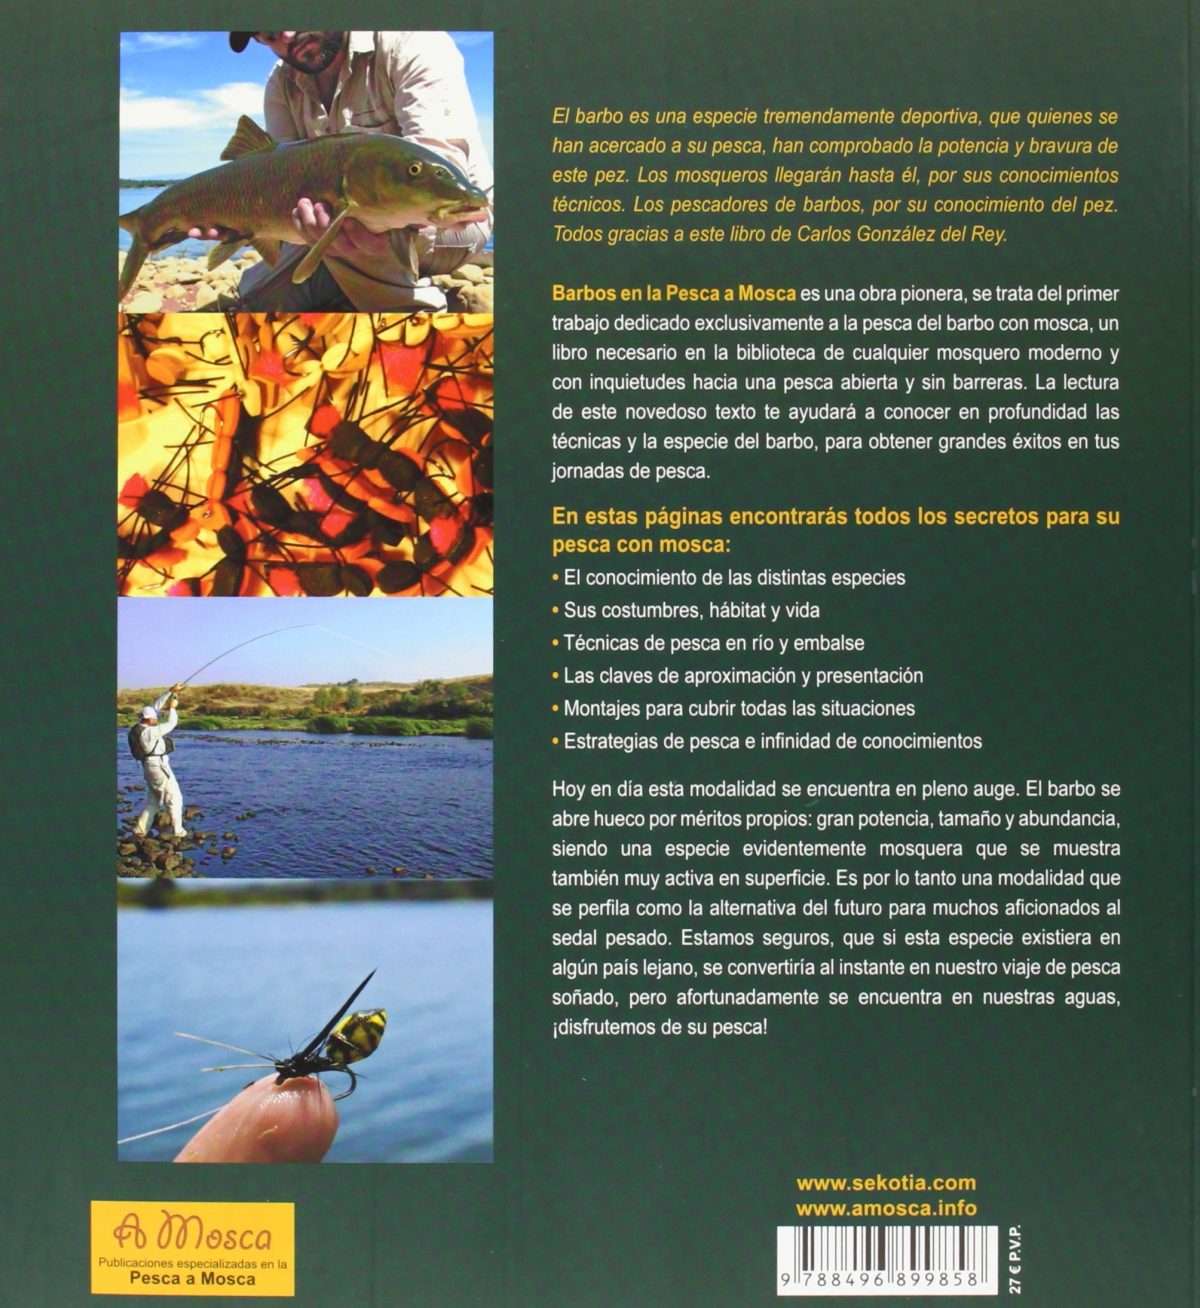 El barbo es una especie tremendamente deportiva, que quienes se
han acercado a su pesca, han comprobado la potencia y bravura de
este pez. Los mosqueros llegarán hasta él, por sus conocimientos
técnicos. Los pescadores de barbos, por su conocimiento del pez.
Todos gracias a este libro de Carlos González del Rey.
Barbos en la Pesca a Mosca es una obra pionera, se trata del primer
trabajo dedicado exclusivamente a la pesca del barbo con mosca, un
libro necesario en la biblioteca de cualquier mosquero moderno y
con inquietudes hacia una pesca abierta y sin barreras. La lectura
de este novedoso texto te ayudará a conocer en profundidad las
técnicas y la especie del barbo, para obtener grandes éxitos en tus
jornadas de pesca.
En estas páginas encontrarás todos los secretos para su
pesca con mosca:
• El conocimiento de las distintas especies
• Sus costumbres, hábitat y vida
• Técnicas de pesca en río y embalse
• Las claves de aproximación y presentación
• Montajes para cubrir todas las situaciones
• Estrategias de pesca e infinidad de conocimientos
Hoy en día esta modalidad se encuentra en pleno auge. El barbo se
abre hueco por méritos propios: gran potencia, tamaño y abundancia,
siendo una especie evidentemente mosquera que se muestra
también muy activa en superficie. Es por lo tanto una modalidad que
se perfila como la alternativa del futuro para muchos aficionados al
sedal pesado. Estamos seguros, que si esta especie existiera en
algún país lejano, se convertiría al instante en nuestro viaje de pesca
soñado, pero afortunadamente se encuentra en nuestras aguas,
¡disfrutemos de su pesca!
www.sekotia.com
www.amosca.info
9 788496 899858
27 € P.V.P.
A Mosca
Publicaciones especializadas en la
Pesca a Mosca